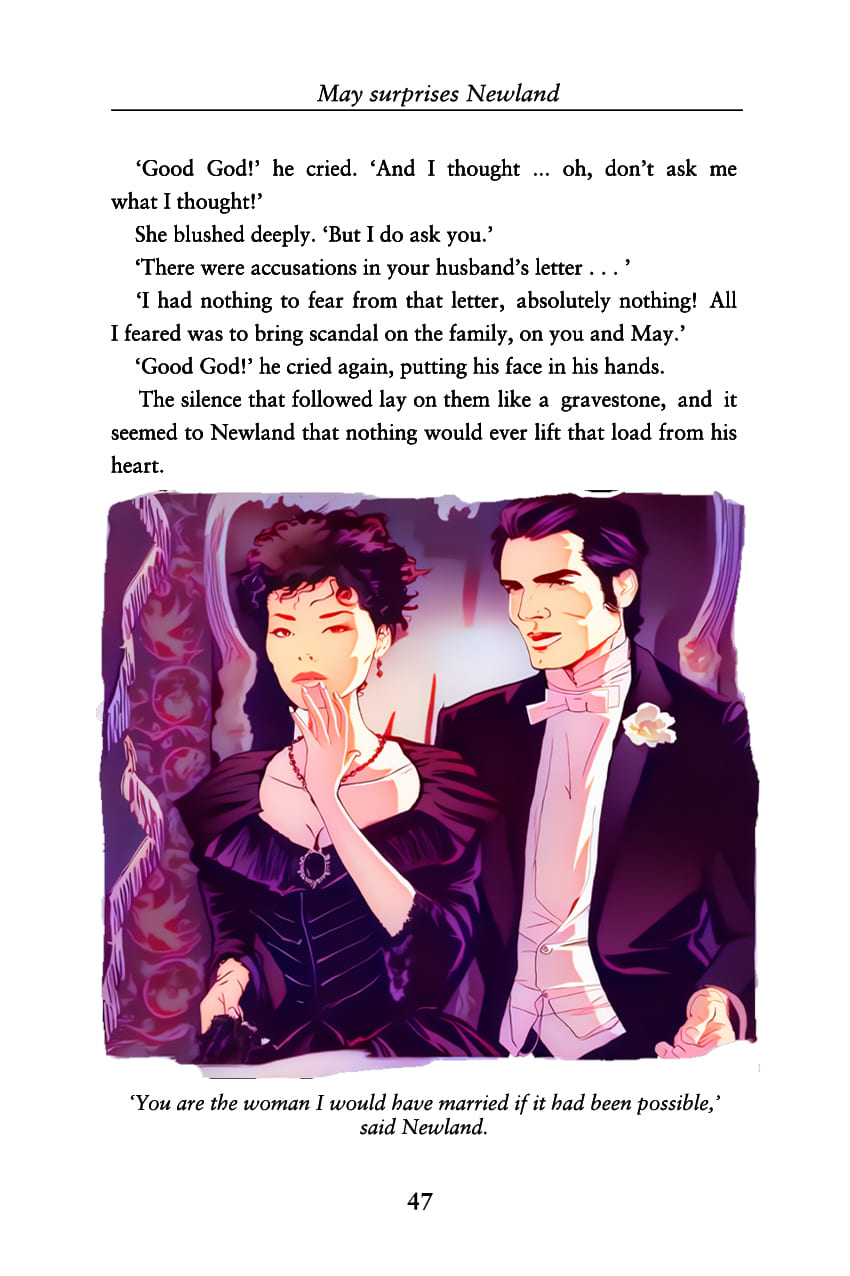 May surprises Newland
‘Good God!’ he cried. ‘And I thought ... oh, don’t ask me
what I thought!’
She blushed deeply. ‘But I do ask you.’
‘There were accusations in your husband’s letter . . . ’
‘I had nothing to fear from that letter, absolutely nothing! All
I feared was to bring scandal on the family, on you and May.’
‘Good God!’ he cried again, putting his face in his hands.
The silence that followed lay on them like a gravestone, and it
seemed to Newland that nothing would ever lift that load from his
heart.
‘You are the woman I would have married if it had been possible,’
said Newland.
47